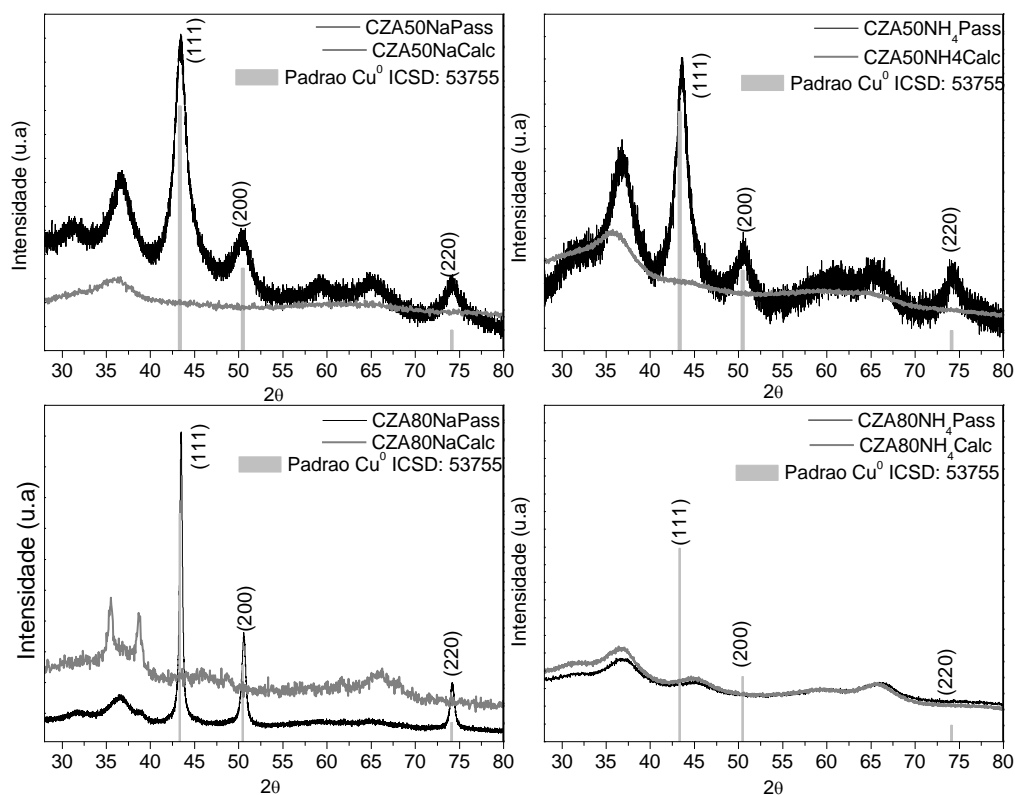 CZA50NaPass
CZA50NaCalc
Padrao Cu⁰ ICSD: 53755
(111)
(200)
(220)
Intensidade (u.a)
30 35 40 45 50 55 60 65 70 75 80
2θ
CZA50NH₄Pass
CZA50NH4Calc
Padrao Cu⁰ ICSD: 53755
(111)
(200)
(220)
Intensidade (u.a)
30 35 40 45 50 55 60 65 70 75 80
2θ
CZA80NaPass
CZA80NaCalc
Padrao Cu⁰ ICSD: 53755
(111)
(200)
(220)
Intensidade (u.a)
30 35 40 45 50 55 60 65 70 75 80
2θ
CZA80NH₄Pass
CZA80NH₄Calc
Padrao Cu⁰ ICSD: 53755
(111)
(200)
(220)
Intensidade (u.a)
30 35 40 45 50 55 60 65 70 75 80
2θ